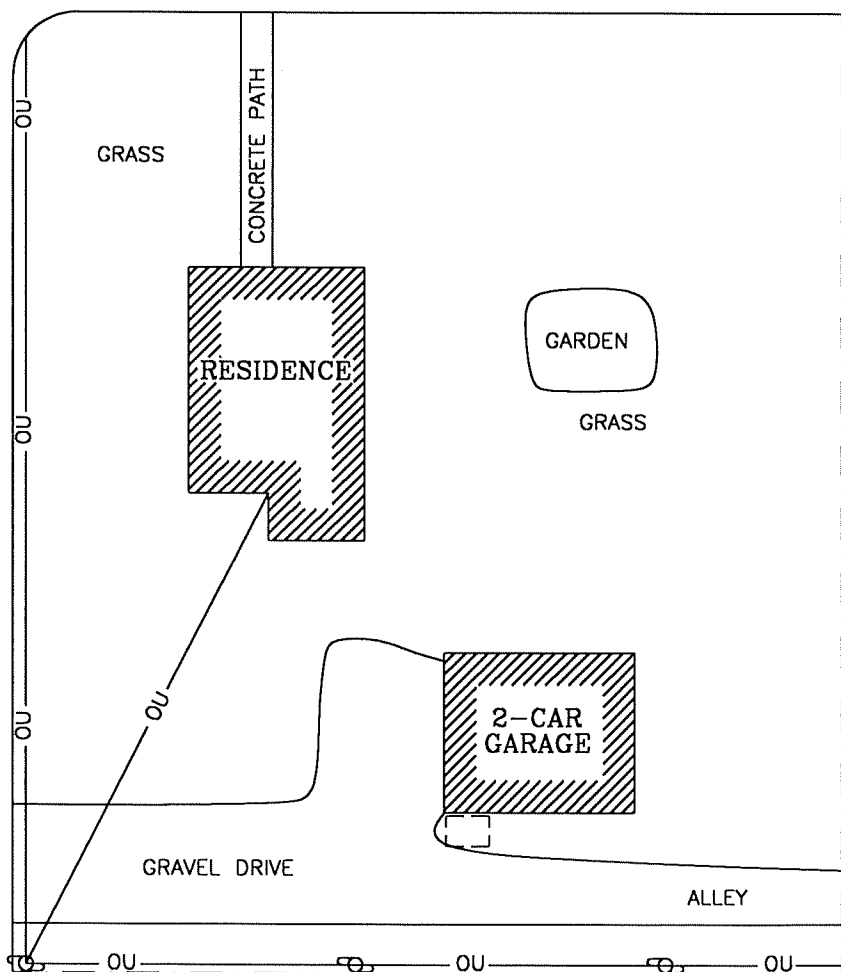 OU
GRASS
CONCRETE PATH
RESIDENCE
GARDEN
GRASS
OU
OU
OU
2-CAR
GARAGE
GRAVEL DRIVE
ALLEY
OU
OU
OU